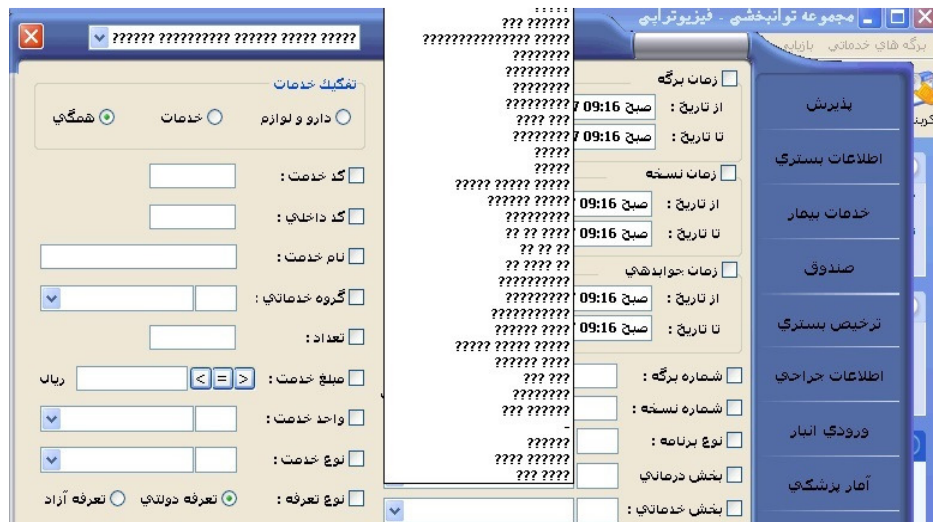 مجموعه توانبخشي - فيزيوتراپي
برگه هاي خدماتي بازيابي
پذيرش
اطلاعات بستري
خدمات بيمار
صندوق
ترخيص بستري
اطلاعات جراحي
ورودي انبار
آمار پزشكي
زمان برگه
از تاريخ : 09:16 صبح
تا تاريخ : 09:16 صبح
زمان نسخه
از تاريخ : 09:16 صبح
تا تاريخ : 09:16 صبح
زمان جوابدهي
از تاريخ : 09:16 صبح
تا تاريخ : 09:16 صبح
شماره برگه :
شماره نسخه :
نوع برنامه :
بخش درماني
بخش خدماتي :
?????
?????? ???
????? ???????????????
????????
?????????
????????
?????????
???? ????
????????
?????
?????
????? ????? ?????
????? ??????
?????????
???? ?? ??
?? ?? ??
?? ???? ??
??????????
?????????
???????????
???? ??????
????? ????? ?????
???? ??????
??? ???
????????
?????? ???
-
??????
?????? ????
???? ???
????? ????? ?????? ?????????? ??????
تفكيك خدمات
دارو و لوازم
خدمات
همگي
كد خدمت :
كد داخلي :
نام خدمت :
گروه خدماتي :
تعداد :
مبلغ خدمت : > = < ريال
واحد خدمت :
نوع خدمت :
نوع تعرفه : تعرفه دولتي تعرفه آزاد